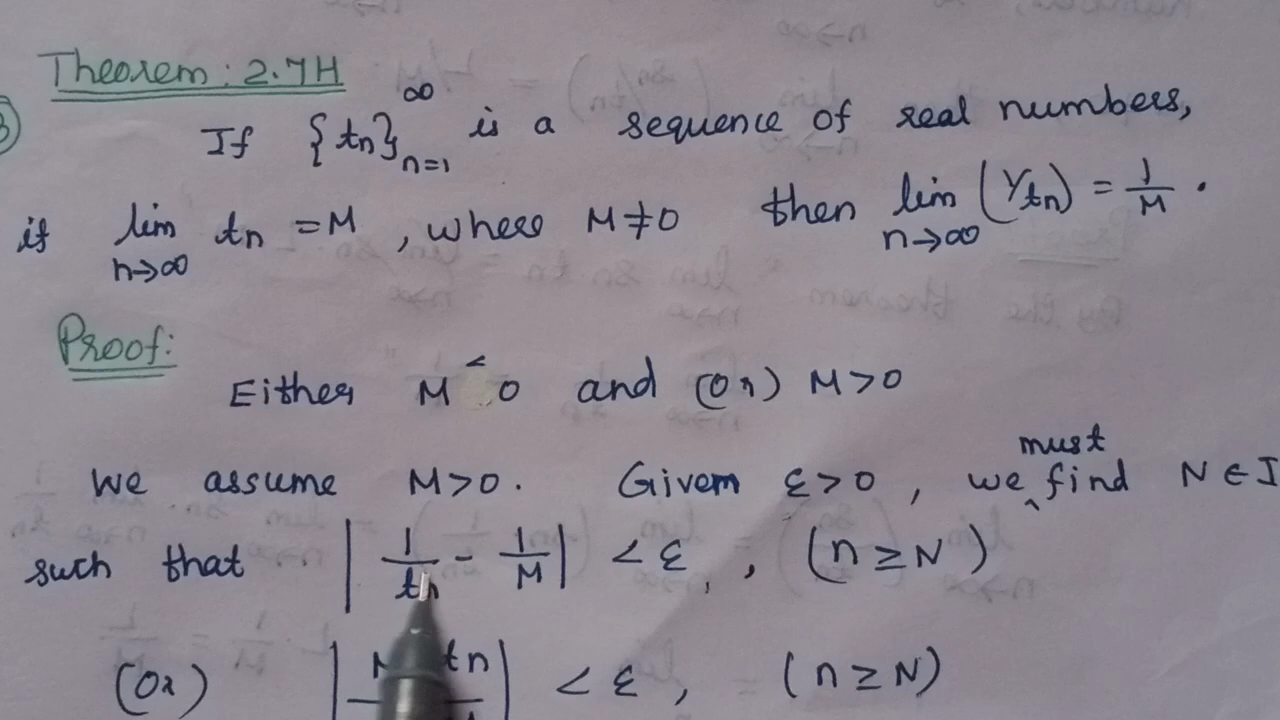 Theorem: 2.7H
If {tn}∞n=1 is a sequence of real numbers,
if lim n→∞ tn = M, where M≠0 then lim n→∞ (1/tn) = 1/M.
Proof:
Either M < 0 and (or) M>0
We assume M>0. Given ε>0, we must find N ∈ I
such that | 1/tn - 1/M | < ε, , (n ≥ N)
(Or) | tn | < ε, (n ≥ N)